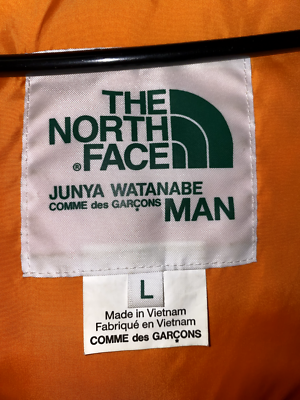 THE
NORTH
® FACE
JUNYA WATANABE
COMME des GARÇONS MAN
L
Made in Vietnam
Fabriqué en Vietnam
COMME des GARÇONS